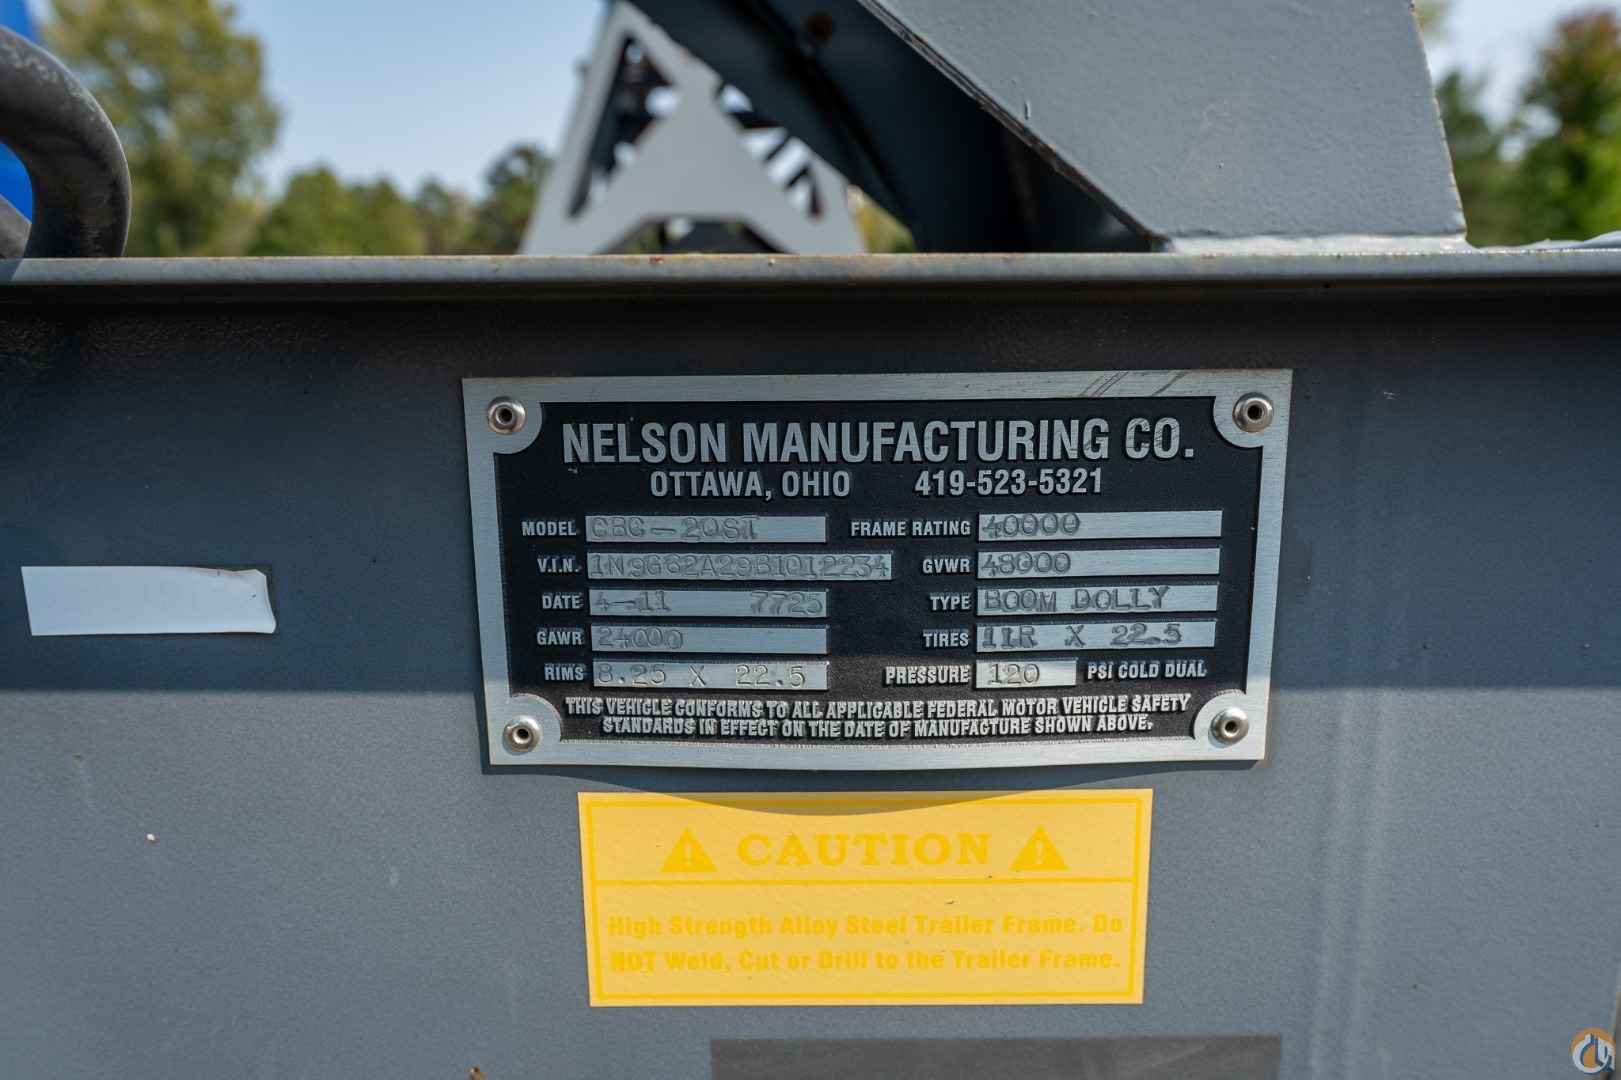 NELSON MANUFACTURING CO.
OTTAWA, OHIO 419-523-5321
MODEL CBG-20ST FRAME RATING 40000
V.I.N. 1N9G62A29B1012234 GVWR 48000
DATE 4-11 7725 TYPE BOOM DOLLY
GAWR 24000 TIRES 11R X 22.5
RIMS 8.25 X 22.5 PRESSURE 120 PSI COLD DUAL
THIS VEHICLE CONFORMS TO ALL APPLICABLE FEDERAL MOTOR VEHICLE SAFETY
STANDARDS IN EFFECT ON THE DATE OF MANUFACTURE SHOWN ABOVE.
CAUTION
High Strength Alloy Steel Trailer Frame. Do
NOT Weld, Cut or Drill to the Trailer Frame.